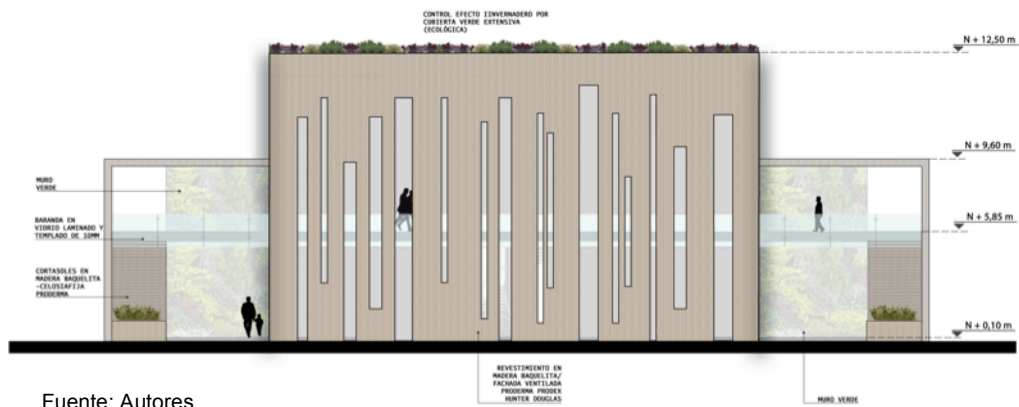 CONTROL EFECTO IINVERNADERO POR
CUBIERTA VERDE EXTENSIVA
(ECOLÓGICA)
N + 12,50 m
N + 9,60 m
MURO
VERDE
BARANDA EN
VIDRIO LAMINADO Y
TEMPLADO DE 10MM
N + 5,85 m
CORTASOLES EN
MADERA BAQUELITA
-CELOSIAFIJA
PRODERMA
N + 0,10 m
REVESTIMIENTO EN
MADERA BAQUELITA/
FACHADA VENTILADA
PRODERMA PRODEX
HUNTER DOUGLAS
MURO VERDE
Fuente: Autores